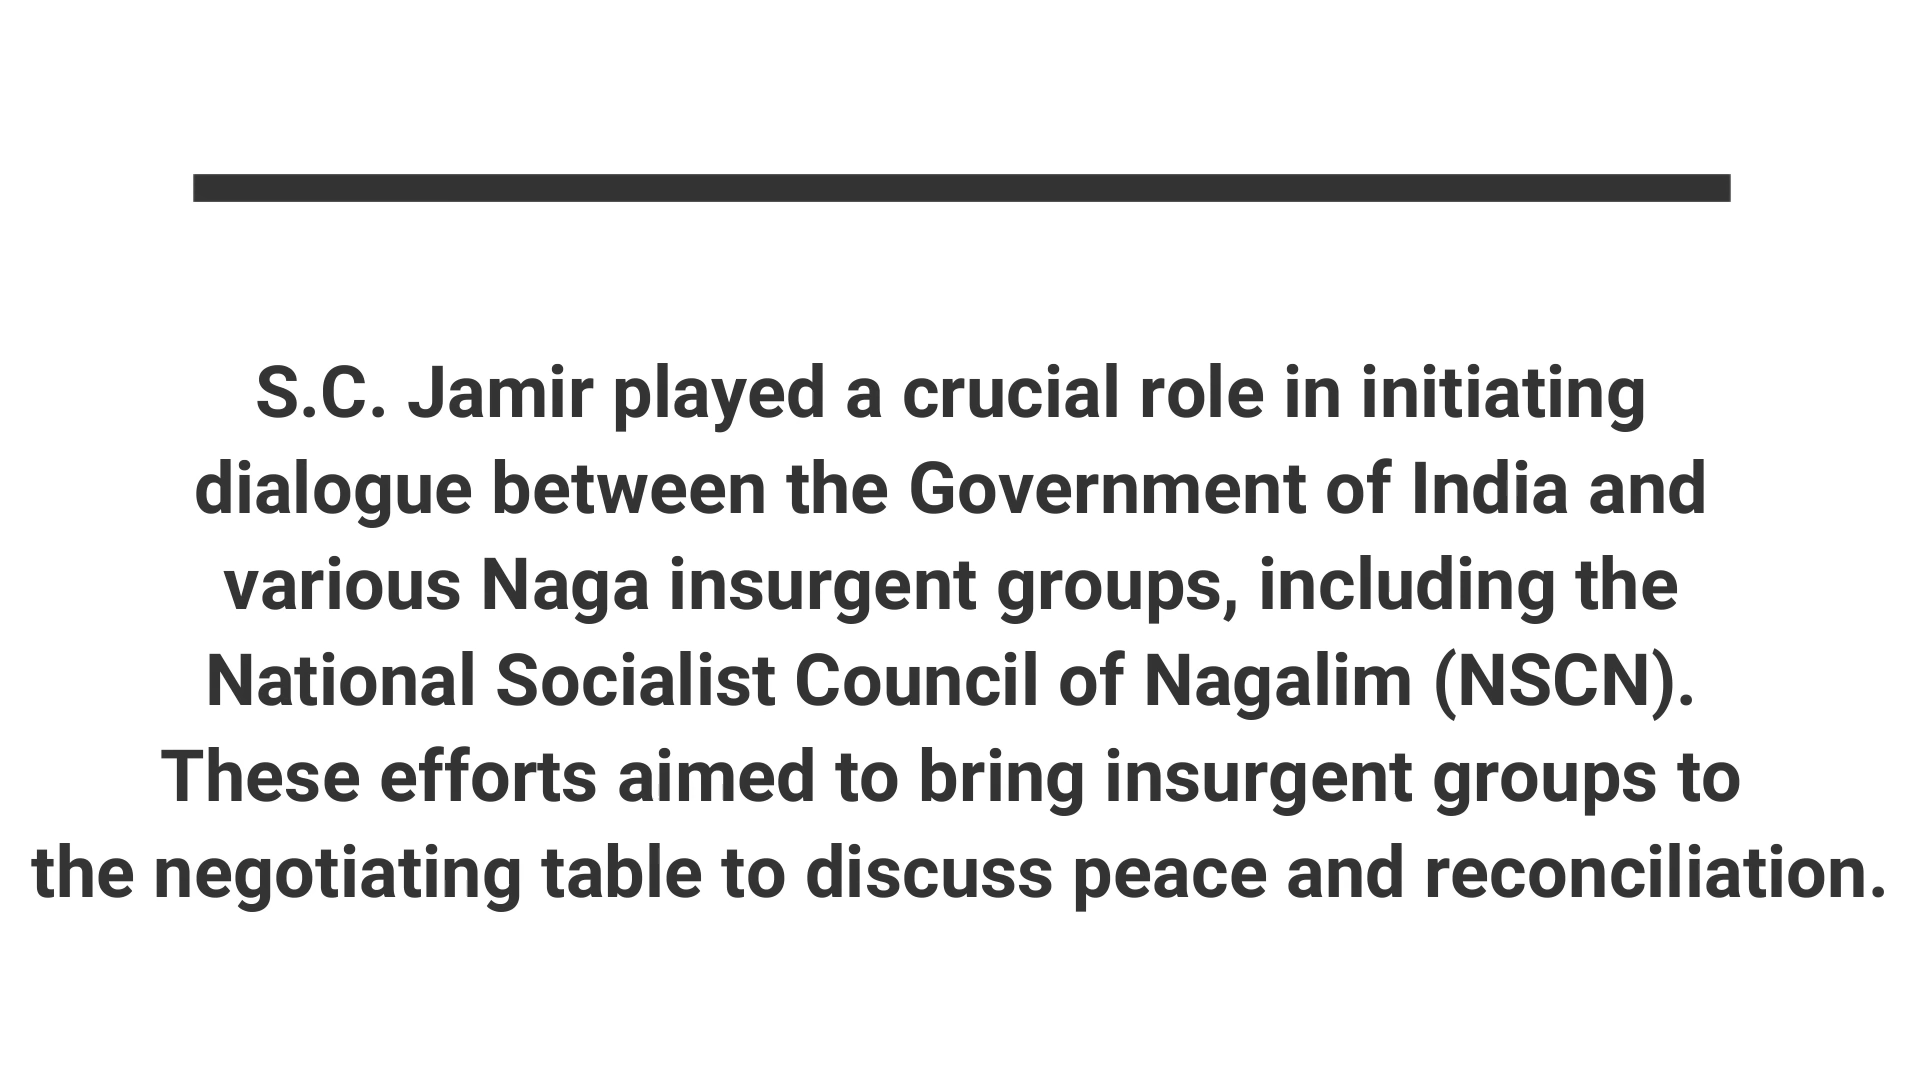 S.C. Jamir played a crucial role in initiating
dialogue between the Government of India and
various Naga insurgent groups, including the
National Socialist Council of Nagalim (NSCN).
These efforts aimed to bring insurgent groups to
the negotiating table to discuss peace and reconciliation.